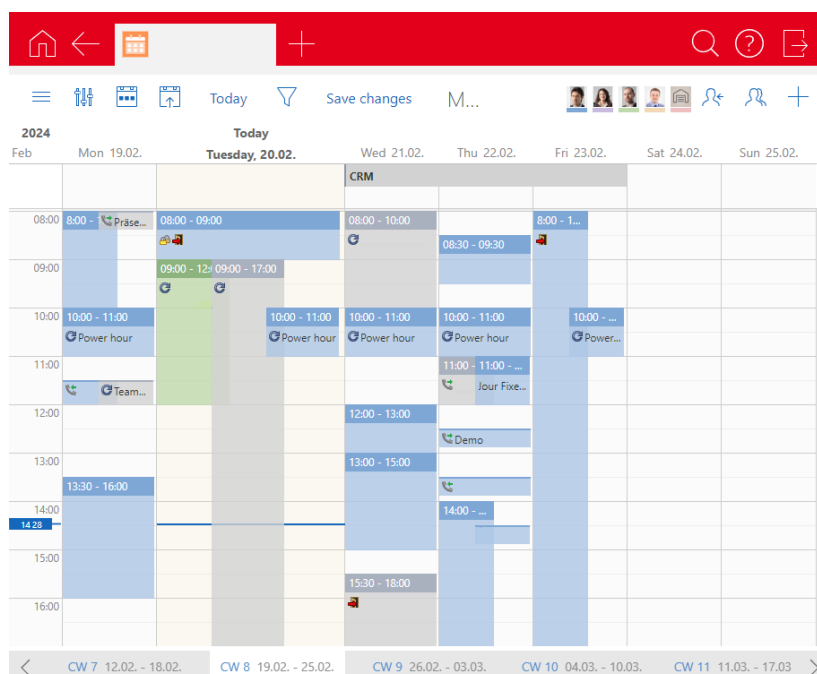 Today Save changes M...
2024 Today
Feb Mon 19.02. Tuesday, 20.02. Wed 21.02. Thu 22.02. Fri 23.02. Sat 24.02. Sun 25.02.
CRM
08:00 8:00 - Präse... 08:00 - 09:00 08:00 - 10:00 8:00 - 1...
08:30 - 09:30
09:00 09:00 - 12:0 09:00 - 17:00
10:00 10:00 - 11:00 10:00 - 11:00 10:00 - 11:00 10:00 - 11:00 10:00 - ...
Power hour Power hour Power hour Power hour Power...
11:00 11:00 - 11:00 - ...
Jour Fixe...
Team...
12:00 12:00 - 13:00
Demo
13:00 13:00 - 15:00
13:30 - 16:00
14:00 14:00 - ...
14 28
15:00
15:30 - 18:00
16:00
CW 7 12.02. - 18.02. CW 8 19.02. - 25.02. CW 9 26.02. - 03.03. CW 10 04.03. - 10.03. CW 11 11.03. - 17.03